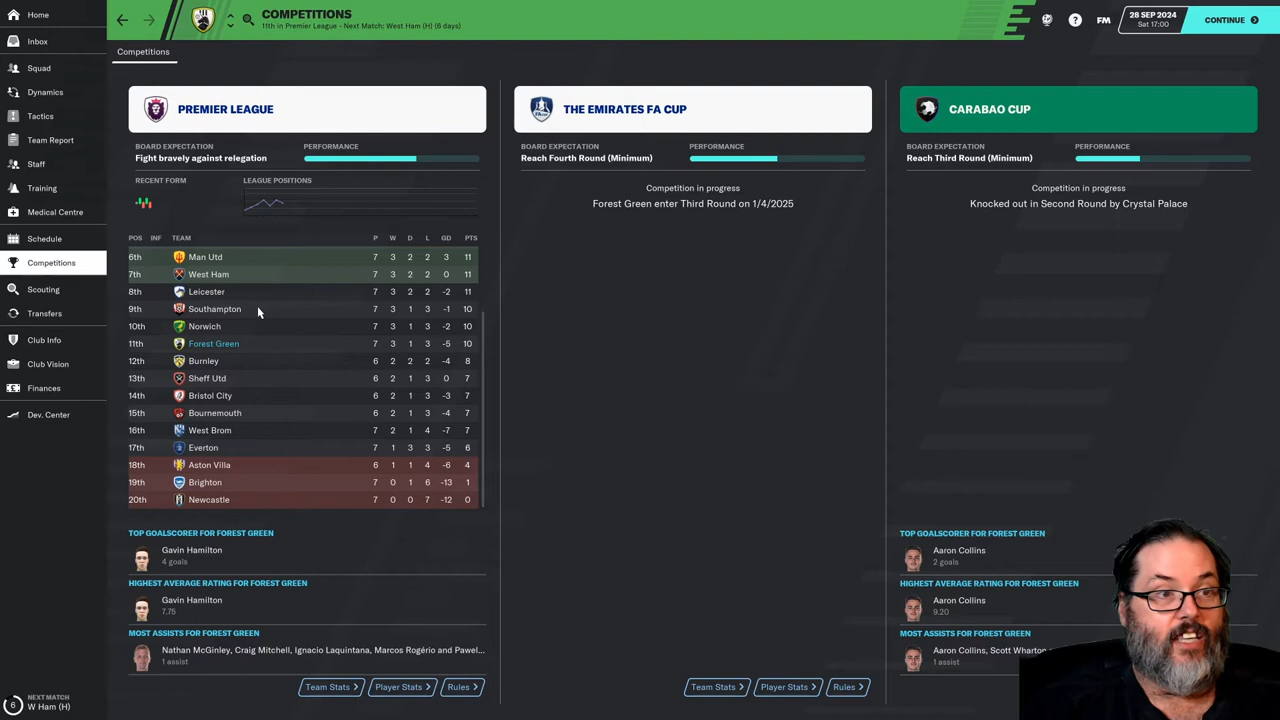 Home
Inbox
Squad
Dynamics
Tactics
Team Report
Staff
Training
Medical Centre
Schedule
Competitions
Scouting
Transfers
Club Info
Club Vision
Finances
Dev. Center
6
NEXT MATCH
W Ham (H)
COMPETITIONS
11th in Premier League - Next Match: West Ham (H) (6 days)
?
FM
28 SEP 2024
Sat 17:00
CONTINUE
Competitions
PREMIER LEAGUE
BOARD EXPECTATION PERFORMANCE
Fight bravely against relegation
RECENT FORM LEAGUE POSITIONS
POS INF TEAM P W D L GD PTS
6th Man Utd 7 3 2 2 3 11
7th West Ham 7 3 2 2 0 11
8th Leicester 7 3 2 2 -2 11
9th Southampton 7 3 1 3 -1 10
10th Norwich 7 3 1 3 -2 10
11th Forest Green 7 3 1 3 -5 10
12th Burnley 6 2 2 2 -4 8
13th Sheff Utd 6 2 1 3 0 7
14th Bristol City 6 2 1 3 -3 7
15th Bournemouth 6 2 1 3 -4 7
16th West Brom 7 2 1 4 -7 7
17th Everton 7 1 3 3 -5 6
18th Aston Villa 6 1 1 4 -6 4
19th Brighton 7 0 1 6 -13 1
20th Newcastle 7 0 0 7 -12 0
TOP GOALSCORER FOR FOREST GREEN
Gavin Hamilton
4 goals
HIGHEST AVERAGE RATING FOR FOREST GREEN
Gavin Hamilton
7.75
MOST ASSISTS FOR FOREST GREEN
Nathan McGinley, Craig Mitchell, Ignacio Laquintana, Marcos Rogério and Pawel...
1 assist
Team Stats Player Stats Rules
THE EMIRATES FA CUP
BOARD EXPECTATION PERFORMANCE
Reach Fourth Round (Minimum)
Competition in progress
Forest Green enter Third Round on 1/4/2025
Team Stats Player Stats Rules
CARABAO CUP
BOARD EXPECTATION PERFORMANCE
Reach Third Round (Minimum)
Competition in progress
Knocked out in Second Round by Crystal Palace
TOP GOALSCORER FOR FOREST GREEN
Aaron Collins
2 goals
HIGHEST AVERAGE RATING FOR FOREST GREEN
Aaron Collins
9.20
MOST ASSISTS FOR FOREST GREEN
Aaron Collins, Scott Wharton
1 assist